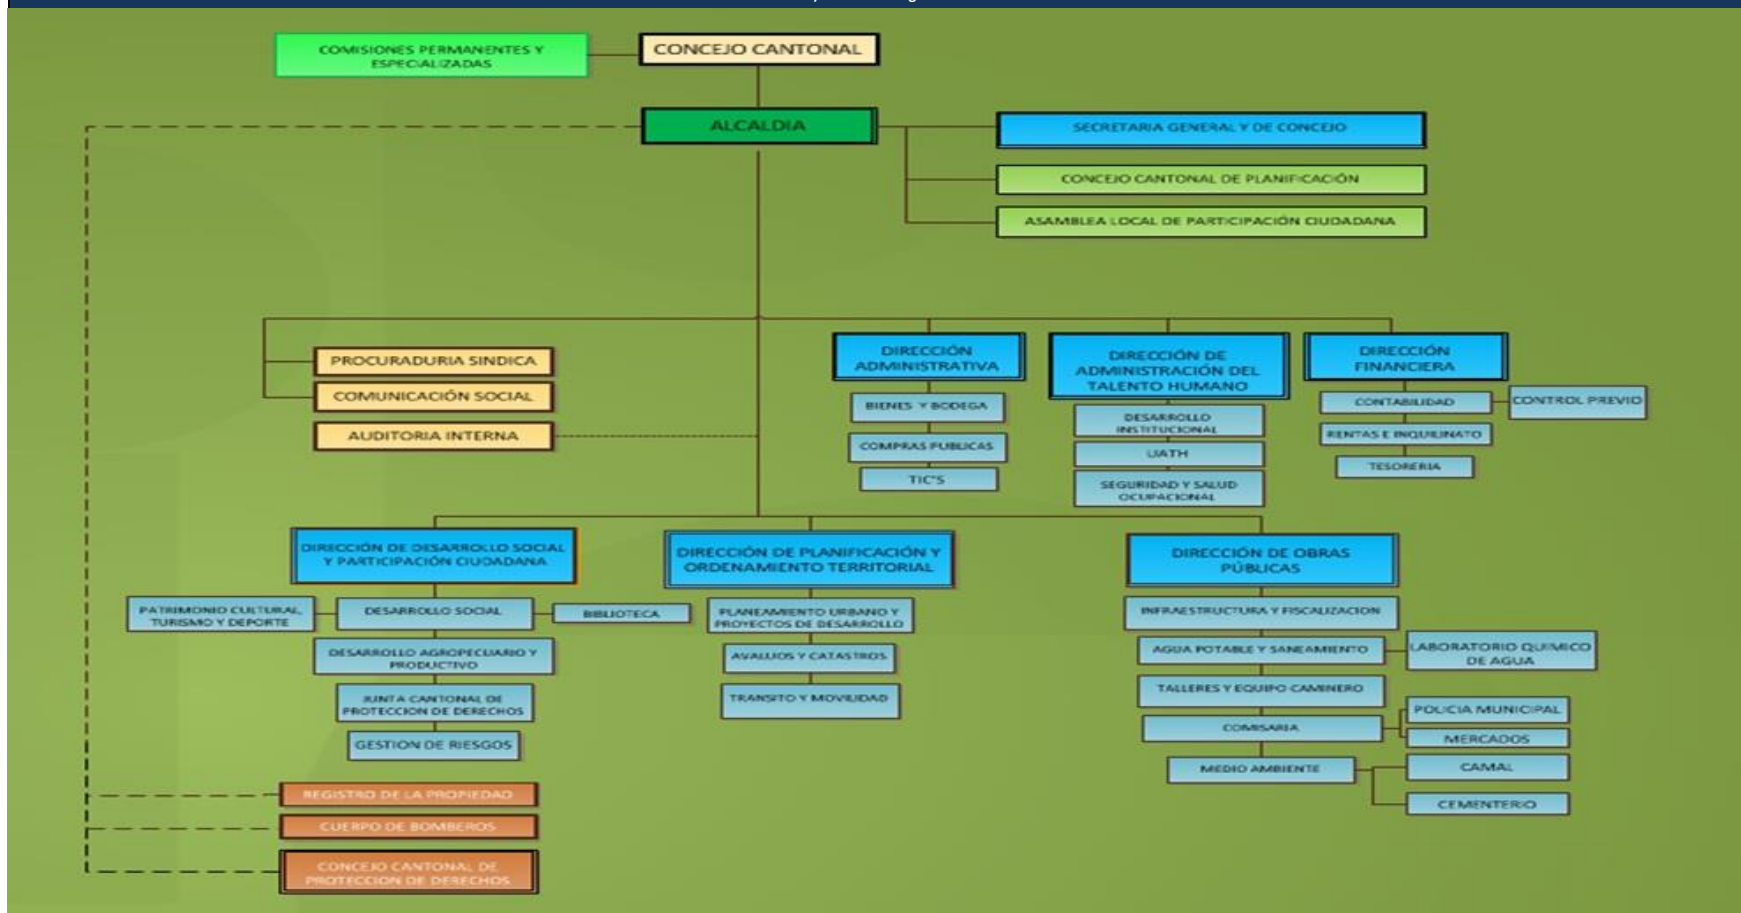 COMISIONES PERMANENTES Y
ESPECIALIZADAS
CONCEJO CANTONAL
ALCALDIA
SECRETARIA GENERAL Y DE CONCEJO
CONCEJO CANTONAL DE PLANIFICACIÓN
ASAMBLEA LOCAL DE PARTICIPACIÓN CIUDADANA
PROCURADURIA SINDICA
COMUNICACIÓN SOCIAL
AUDITORIA INTERNA
DIRECCIÓN
ADMINISTRATIVA
BIENES Y BODEGA
COMPRAS PUBLICAS
TIC'S
DIRECCIÓN DE
ADMINISTRACIÓN DEL
TALENTO HUMANO
DESARROLLO
INSTITUCIONAL
UATH
SEGURIDAD Y SALUD
OCUPACIONAL
DIRECCIÓN
FINANCIERA
CONTABILIDAD
CONTROL PREVIO
RENTAS E INQUILINATO
TESORERIA
DIRECCIÓN DE DESARROLLO SOCIAL
Y PARTICIPACIÓN CIUDADANA
PATRIMONIO CULTURAL,
TURISMO Y DEPORTE
DESARROLLO SOCIAL
BIBLIOTECA
DESARROLLO AGROPECUARIO Y
PRODUCTIVO
JUNTA CANTONAL DE
PROTECCION DE DERECHOS
GESTION DE RIESGOS
DIRECCIÓN DE PLANIFICACIÓN Y
ORDENAMIENTO TERRITORIAL
PLANEAMIENTO URBANO Y
PROYECTOS DE DESARROLLO
AVALUOS Y CATASTROS
TRANSITO Y MOVILIDAD
DIRECCIÓN DE OBRAS
PÚBLICAS
INFRAESTRUCTURA Y FISCALIZACION
AGUA POTABLE Y SANEAMIENTO
LABORATORIO QUIMICO
DE AGUA
TALLERES Y EQUIPO CAMINERO
COMISARIA
POLICIA MUNICIPAL
MERCADOS
MEDIO AMBIENTE
CAMAL
CEMENTERIO
REGISTRO DE LA PROPIEDAD
CUERPO DE BOMBEROS
CONCEJO CANTONAL DE
PROTECCION DE DERECHOS